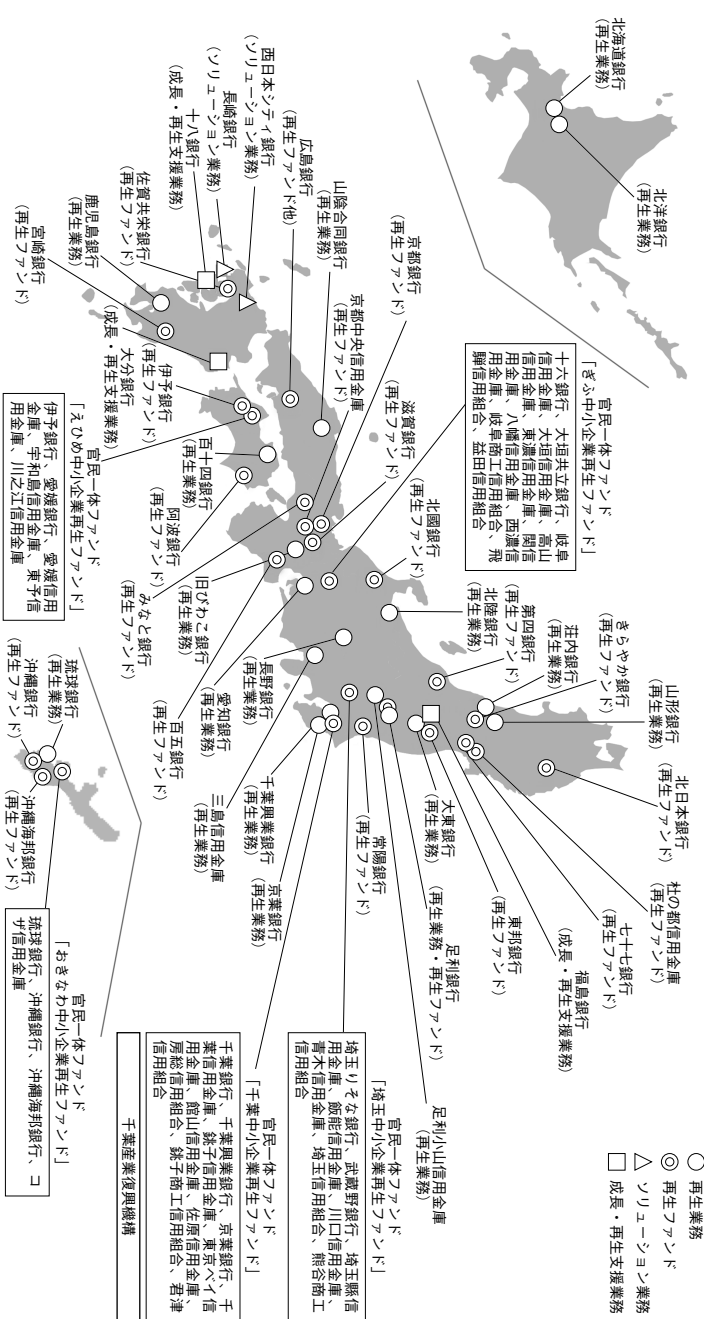 ○ 再生業務
◎ 再生ファンド
△ ソリューション業務
□ 成長・再生支援業務
北海道銀行
(再生業務)
北洋銀行
(再生業務)
官民一体ファンド
「ぎふ中小企業再生ファンド」
十六銀行、大垣共立銀行、岐阜
信用金庫、大垣信用金庫、高山
信用金庫、東濃信用金庫、関信
用金庫、八幡信用金庫、西濃信
用金庫、岐阜商工信用組合、飛
騨信用組合、益田信用組合
山形銀行
(再生業務)
きらやか銀行
(再生ファンド)
荘内銀行
(再生業務)
第四銀行
(再生ファンド)
北陸銀行
(再生業務)
北國銀行
(再生ファンド)
滋賀銀行
(再生ファンド)
京都銀行
(再生ファンド)
京都中央信用金庫
(再生ファンド)
山陰合同銀行
(再生業務)
広島銀行
(再生ファンド(他))
西日本シティ銀行
(ソリューション業務)
長崎銀行
(ソリューション業務)
十八銀行
(成長・再生支援業務)
佐賀共栄銀行
(再生ファンド)
鹿児島銀行
(再生業務)
宮崎銀行
(再生ファンド)
大分銀行
(成長・再生支援業務)
伊予銀行
(再生ファンド)
官民一体ファンド
「えひめ中小企業再生ファンド」
伊予銀行、愛媛銀行、愛媛信用
金庫、宇和島信用金庫、東予信
用金庫、川之江信用金庫
百十四銀行
(再生業務)
阿波銀行
(再生ファンド)
みなと銀行
(再生ファンド)
旧びわこ銀行
(再生業務)
百五銀行
(再生ファンド)
愛知銀行
(再生業務)
長野銀行
(再生業務)
三島信用金庫
(再生業務)
千葉興業銀行
(再生業務)
京葉銀行
(再生業務)
常陽銀行
(再生ファンド)
大東銀行
(再生業務)
北日本銀行
(再生ファンド)
杜の都信用金庫
(再生ファンド)
七十七銀行
(再生ファンド)
福島銀行
(成長・再生支援業務)
東邦銀行
(再生ファンド)
足利銀行
(再生業務・再生ファンド)
足利小山信用金庫
(再生業務)
官民一体ファンド
「埼玉中小企業再生ファンド」
埼玉りそな銀行、武蔵野銀行、埼玉縣信
用金庫、飯能信用金庫、川口信用金庫、
青木信用金庫、埼玉信用組合、熊谷商工
信用組合
官民一体ファンド
「千葉中小企業再生ファンド」
千葉銀行、千葉興業銀行 京葉銀行、千
葉信用金庫、銚子信用金庫、東京ベイ信
用金庫、館山信用金庫、佐原信用金庫、
房総信用組合、銚子商工信用組合、君津
信用組合
千葉産業復興機構
琉球銀行
(再生業務)
沖縄銀行
(再生ファンド)
沖縄海邦銀行
(再生ファンド)
官民一体ファンド
「おきなわ中小企業再生ファンド」
琉球銀行、沖縄銀行、沖縄海邦銀行、コ
ザ信用金庫